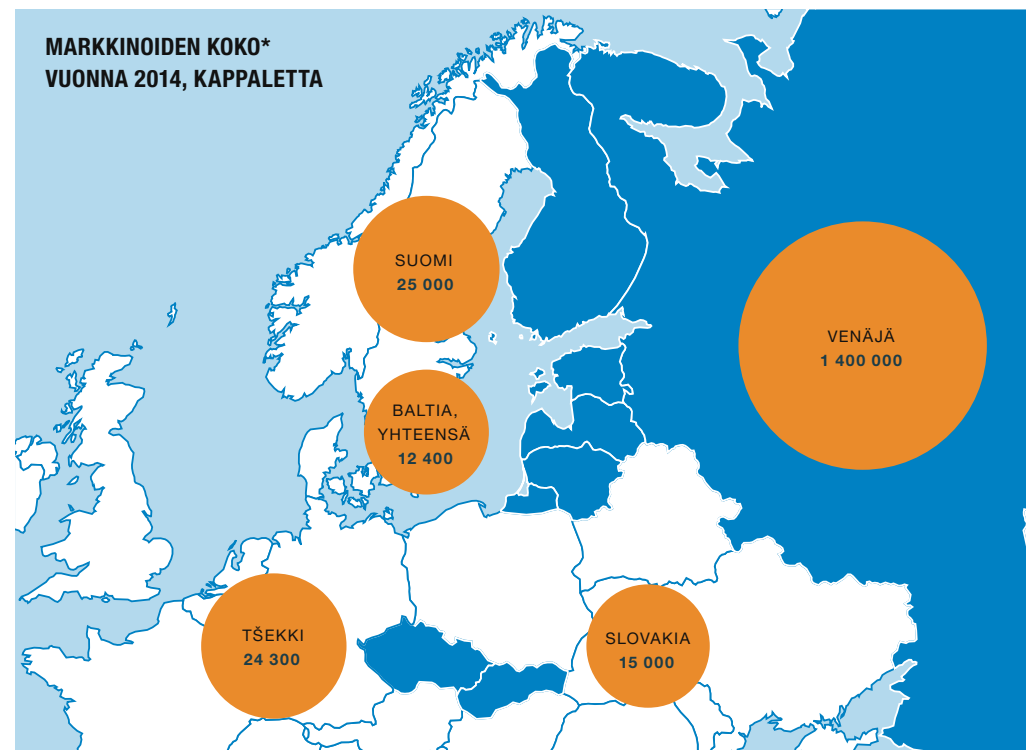 MARKKINOIDEN KOKO*
VUONNA 2014, KAPPALETTA
SUOMI
25 000
VENÄJÄ
1 400 000
BALTIA,
YHTEENSÄ
12 400
TŠEKKI
24 300
SLOVAKIA
15 000